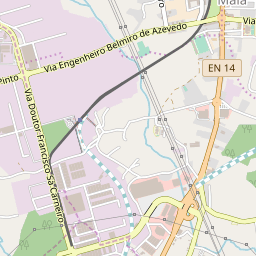 Maia
Via
Via Engenheiro Belmiro de Azevedo
Pinto
EN 14
Via Doutor Francisco Sá Carneiro